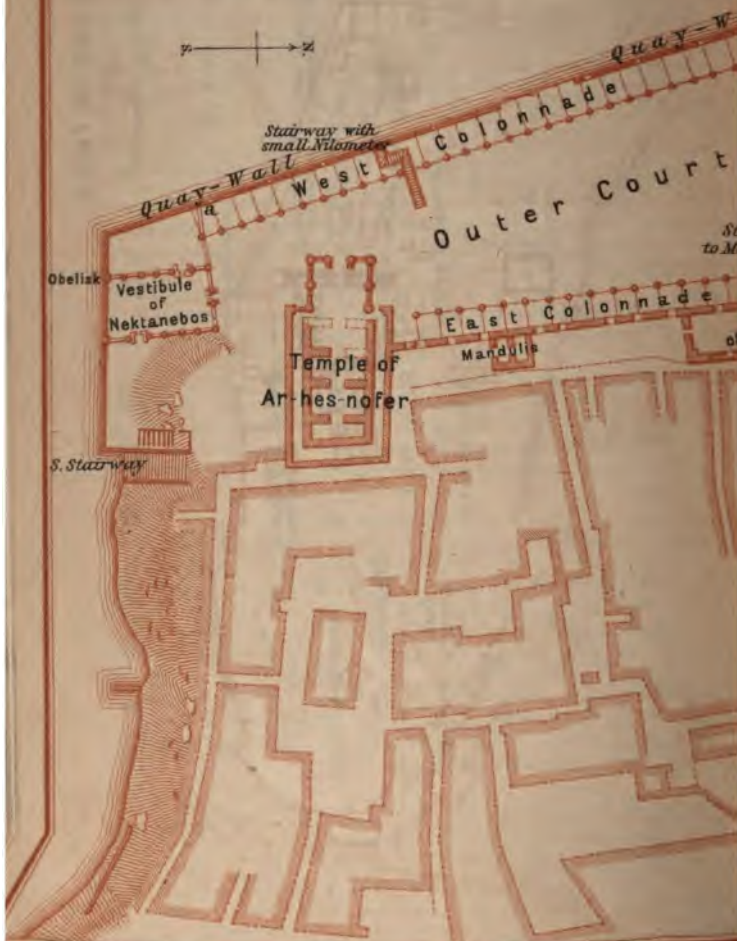 Quay-W
S.
N.
Stairway with
small Nilometer
West Colonnade
Quay-Wall
a
Outer Court
to M
Obelisk
Vestibule
of
Nektanebos
East Colonnade
Mandulis
Temple of
Ar-hes-nofer
S. Stairway